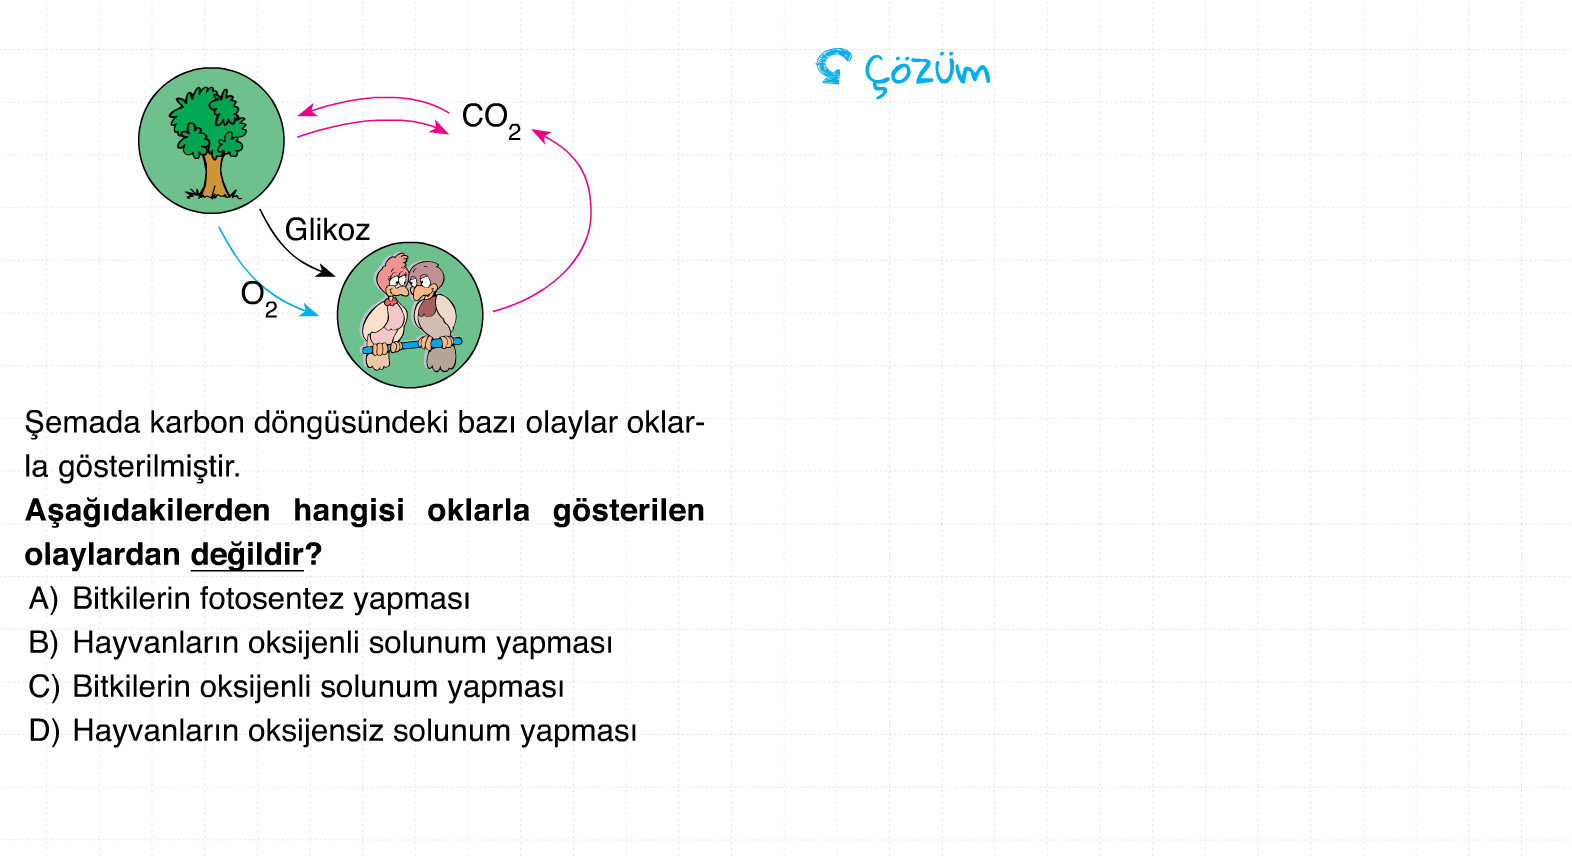 Çözüm
CO2
Glikoz
O2
Şemada karbon döngüsündeki bazı olaylar oklar-
la gösterilmiştir.
Aşağıdakilerden hangisi oklarla gösterilen
olaylardan değildir?
A) Bitkilerin fotosentez yapması
B) Hayvanların oksijenli solunum yapması
C) Bitkilerin oksijenli solunum yapması
D) Hayvanların oksijensiz solunum yapması